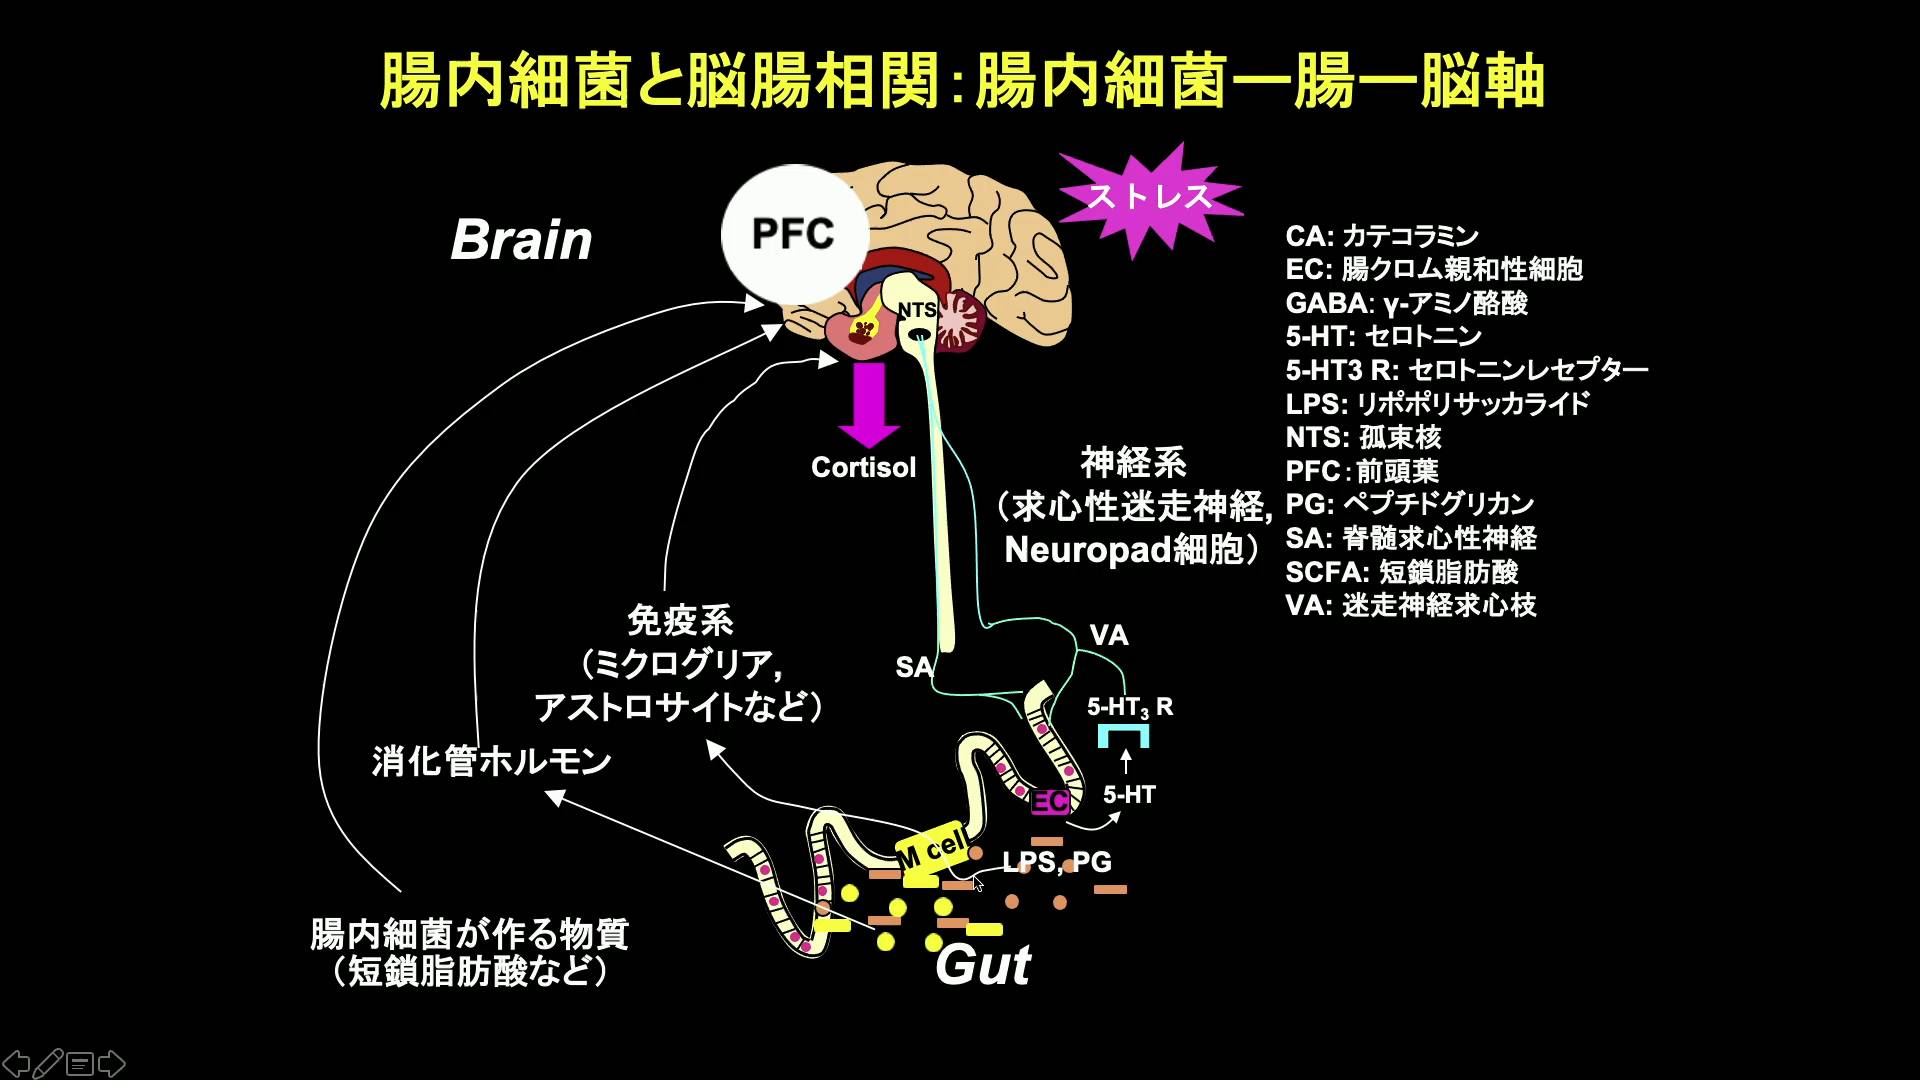 腸内細菌と脳腸相関：腸内細菌ー腸ー脳軸
Brain
PFC
NTS
ストレス
Cortisol
CA: カテコラミン
EC: 腸クロム親和性細胞
GABA: γ-アミノ酪酸
5-HT: セロトニン
5-HT3 R: セロトニンレセプター
LPS: リポポリサッカライド
NTS: 孤束核
PFC：前頭葉
PG: ペプチドグリカン
SA: 脊髄求心性神経
SCFA: 短鎖脂肪酸
VA: 迷走神経求心枝
神経系
（求心性迷走神経,
Neuropad細胞）
免疫系
（ミクログリア,
アストロサイトなど）
消化管ホルモン
腸内細菌が作る物質
（短鎖脂肪酸など）
SA
VA
5-HT3 R
5-HT
EC
M cell
LPS, PG
Gut